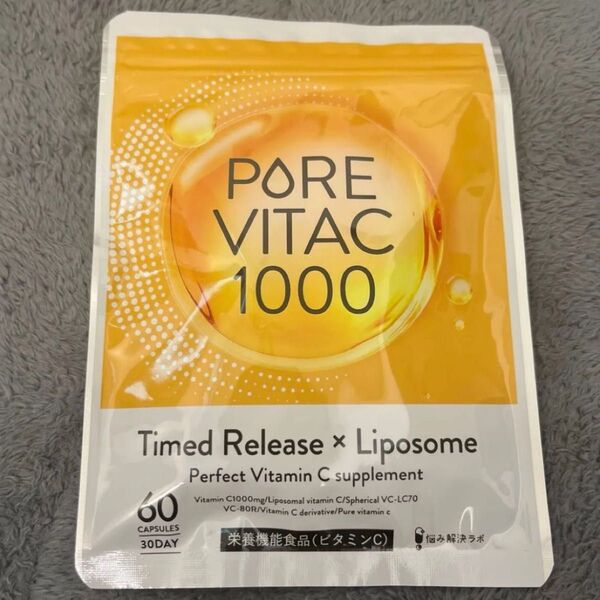 PORE
VITAC
1000
Timed Release × Liposome
Perfect Vitamin C supplement
Vitamin C1000mg/Liposomal vitamin C/Spherical VC-LC70
VC-80R/Vitamin C derivative/Pure vitamin c
60
CAPSULES
30DAY
栄養機能食品(ビタミンC)
悩み解決ラボ